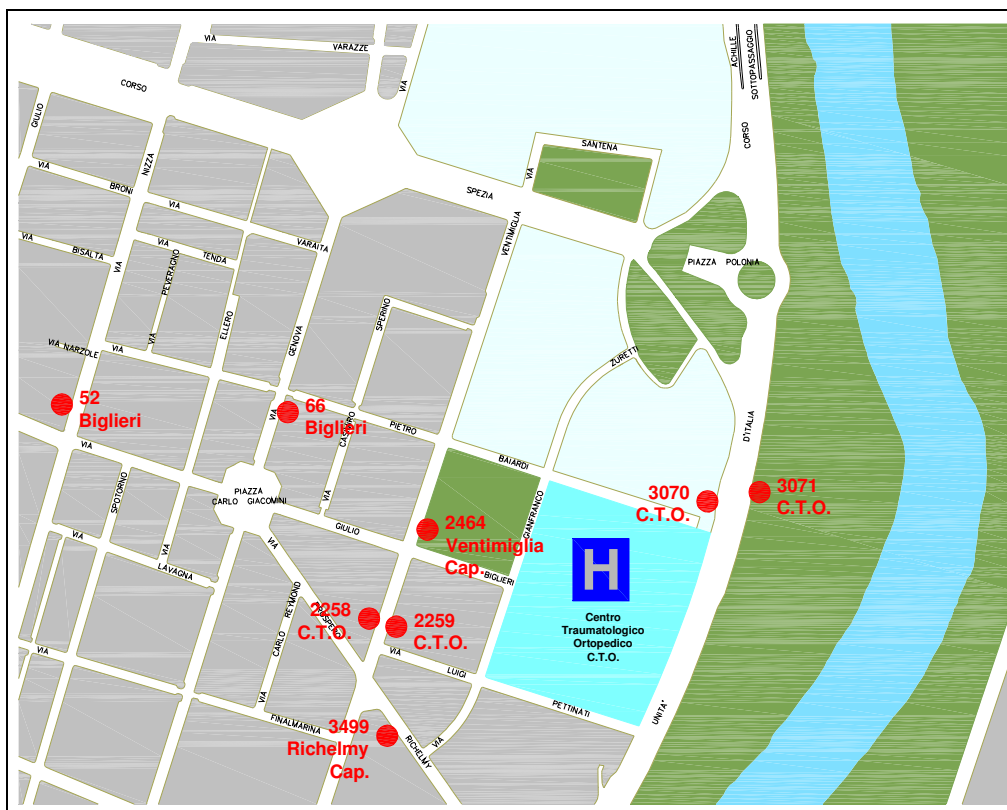 VIA
VARAZZE
VIA
CORSO
ACHILLE
SOTTOPASSAGGIO
GIULIO
CORSO
SANTENA
NIZZA
VIA
BRONI
VIA
VIA
SPEZIA
VENTIMIGLIA
VIA
BISALTA
VIA
TENDA
VARAITA
VIA
PEVERAGNO
VIA
ELLERO
GENOVA
SPERINO
PIAZZA POLONIA
VIA NARZOLE
VIA
ZURETTI
52
Biglieri
VIA
66
Biglieri
CASIMIRO
VIA
PIETRO
BAIARDI
D'ITALIA
VIA
SPOTORNO
VIA
LAVAGNA
PIAZZA
CARLO GIACOMINI
VIA
GIULIO
BIGLIERI
GIANFRANCO
2464
Ventimiglia
Cap.
3070
C.T.O.
3071
C.T.O.
H
Centro
Traumatologico
Ortopedico
C.T.O.
VIA
PROSPERO
RICHELMY
CARLO REYMOND
VIA
2258
C.T.O.
2259
C.T.O.
VIA
LUIGI
PETTINATI
UNITA'
FINALMARINA
VIA
3499
Richelmy
Cap.